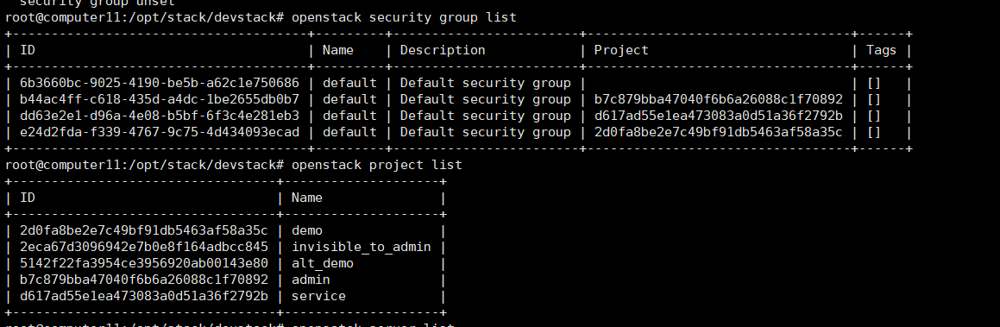 security group unset
root@computer11:/opt/stack/devstack# openstack security group list
+--------------------------------------+---------+------------------------+----------------------------------+------+
| ID                                   | Name    | Description            | Project                          | Tags |
+--------------------------------------+---------+------------------------+----------------------------------+------+
| 6b3660bc-9025-4190-be5b-a62c1e750686 | default | Default security group |                                  | []   |
| b44ac4ff-c618-435d-a4dc-1be2655db0b7 | default | Default security group | b7c879bba47040f6b6a26088c1f70892 | []   |
| dd63e2e1-d96a-4e08-b5bf-6f3c4e281eb3 | default | Default security group | d617ad55e1ea473083a0d51a36f2792b | []   |
| e24d2fda-f339-4767-9c75-4d434093ecad | default | Default security group | 2d0fa8be2e7c49bf91db5463af58a35c | []   |
+--------------------------------------+---------+------------------------+----------------------------------+------+
root@computer11:/opt/stack/devstack# openstack project list
+----------------------------------+--------------------+
| ID                               | Name               |
+----------------------------------+--------------------+
| 2d0fa8be2e7c49bf91db5463af58a35c | demo               |
| 2eca67d3096942e7b0e8f164adbcc845 | invisible_to_admin |
| 5142f22fa3954ce3956920ab00143e80 | alt_demo           |
| b7c879bba47040f6b6a26088c1f70892 | admin              |
| d617ad55e1ea473083a0d51a36f2792b | service            |
+----------------------------------+--------------------+
root@computer11:/opt/stack/devstack# openstack server list